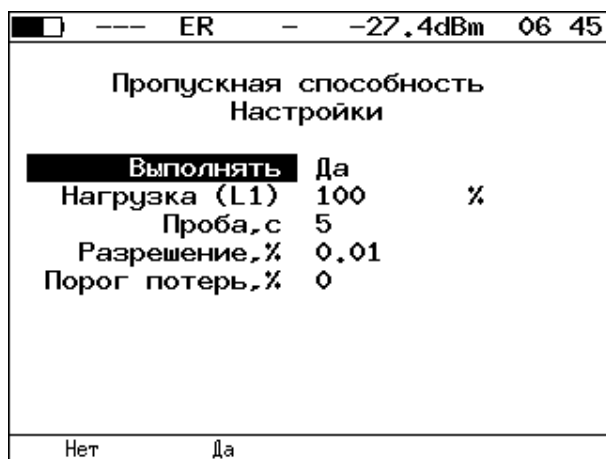 --- ER - -27.4dBm 06 45
Пропускная способность
Настройки
Выполнять Да
Нагрузка (L1) 100 %
Проба,с 5
Разрешение,% 0.01
Порог потерь,% 0
Нет Да